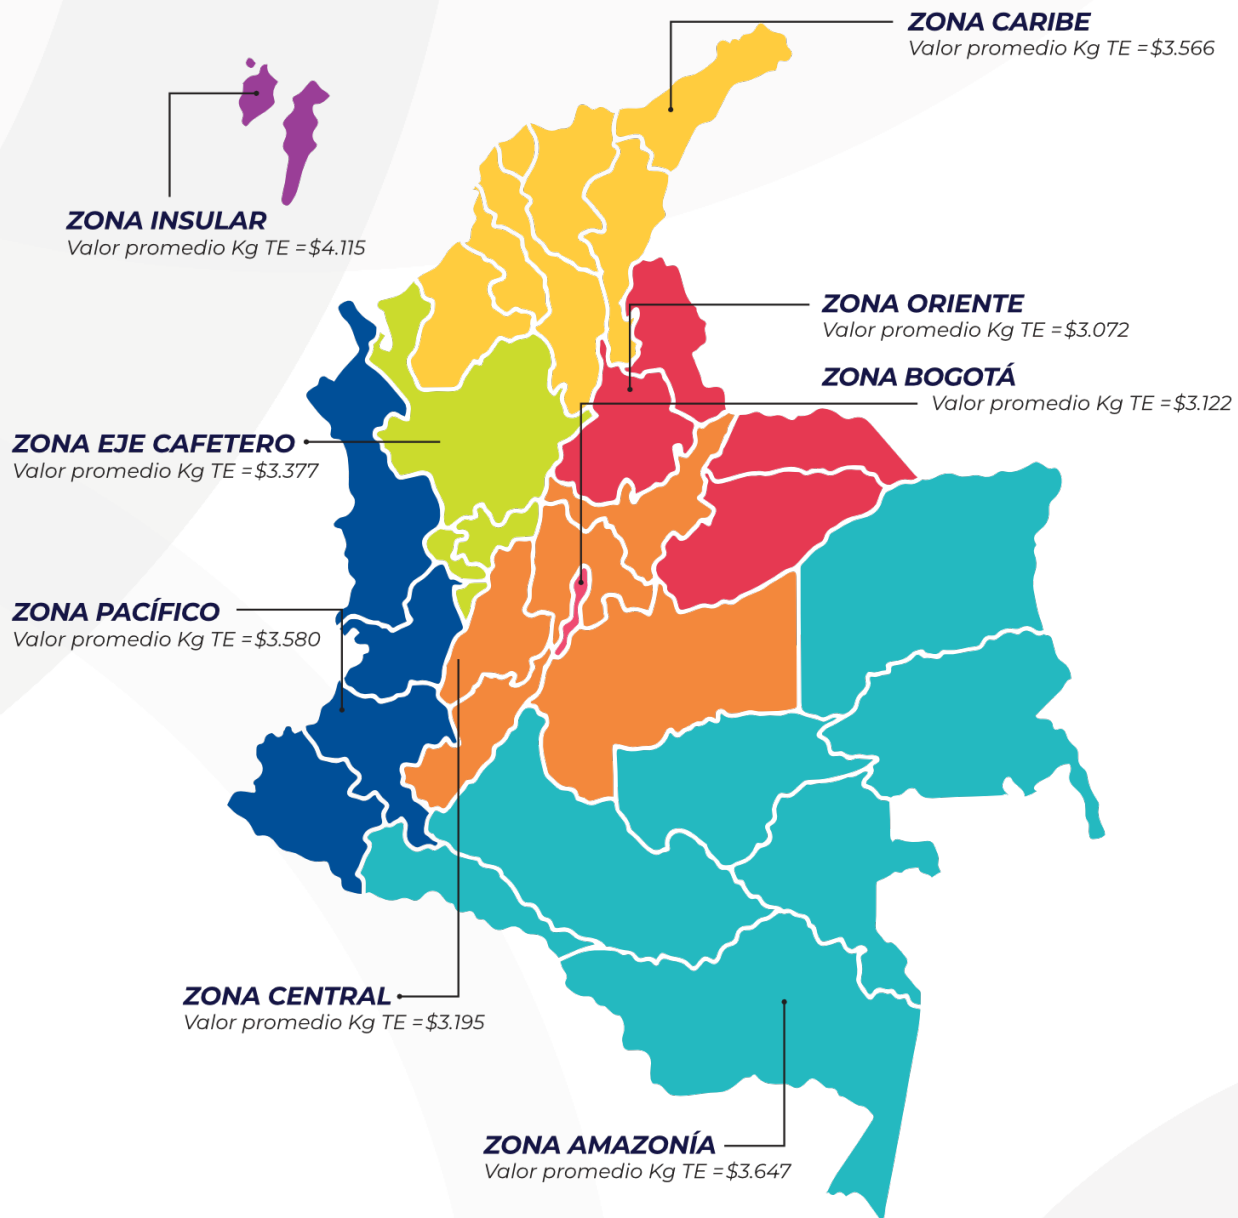 ZONA CARIBE
Valor promedio Kg TE =$3.566
ZONA INSULAR
Valor promedio Kg TE =$4.115
ZONA ORIENTE
Valor promedio Kg TE =$3.072
ZONA BOGOTÁ
Valor promedio Kg TE =$3.122
ZONA EJE CAFETERO
Valor promedio Kg TE =$3.377
ZONA PACÍFICO
Valor promedio Kg TE =$3.580
ZONA CENTRAL
Valor promedio Kg TE =$3.195
ZONA AMAZONÍA
Valor promedio Kg TE =$3.647